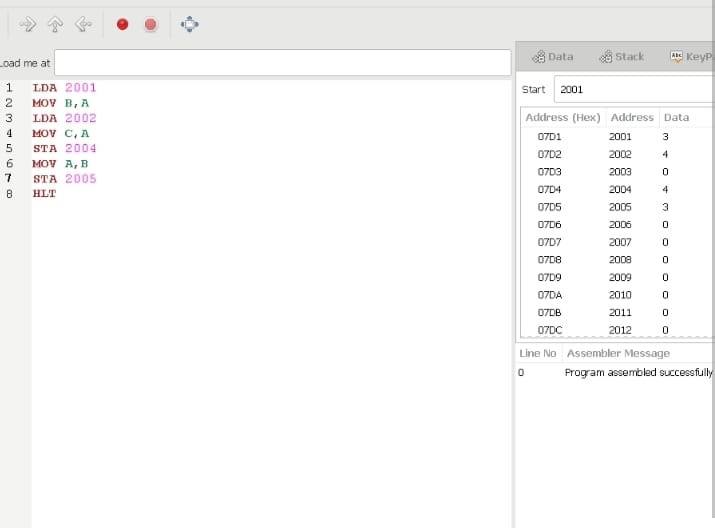 Load me at
1 LDA 2001
2 MOV B,A
3 LDA 2002
4 MOV C,A
5 STA 2004
6 MOV A,B
7 STA 2005
8 HLT
Data Stack KeyP
Start 2001
Address (Hex) Address Data
07D1 2001 3
07D2 2002 4
07D3 2003 0
07D4 2004 4
07D5 2005 3
07D6 2006 0
07D7 2007 0
07D8 2008 0
07D9 2009 0
07DA 2010 0
07DB 2011 0
07DC 2012 0
Line No Assembler Message
0 Program assembled successfully